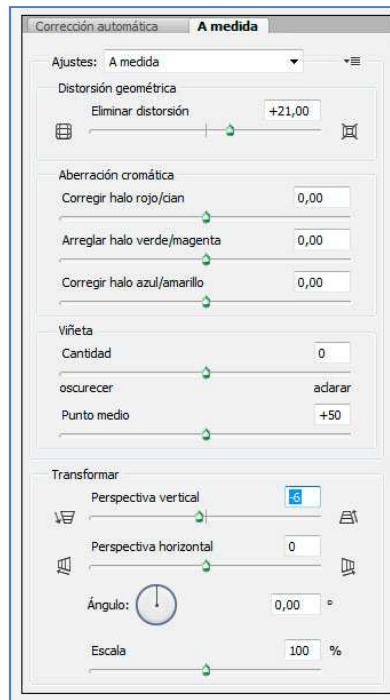 Corrección automática A medida
Ajustes: A medida
Distorsión geométrica
Eliminar distorsión +21,00
Aberración cromática
Corregir halo rojo/cian 0,00
Arreglar halo verde/magenta 0,00
Corregir halo azul/amarillo 0,00
Viñeta
Cantidad 0
oscurecer aclarar
Punto medio +50
Transformar
Perspectiva vertical -6
Perspectiva horizontal 0
Ángulo: 0,00 °
Escala 100 %